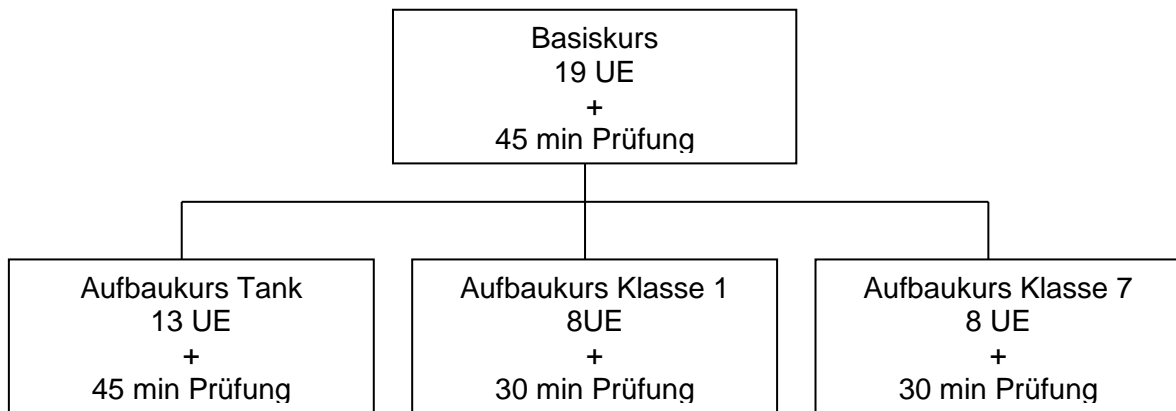 Basiskurs
19 UE
+
45 min Prüfung
Aufbaukurs Tank
13 UE
+
45 min Prüfung
Aufbaukurs Klasse 1
8UE
+
30 min Prüfung
Aufbaukurs Klasse 7
8 UE
+
30 min Prüfung